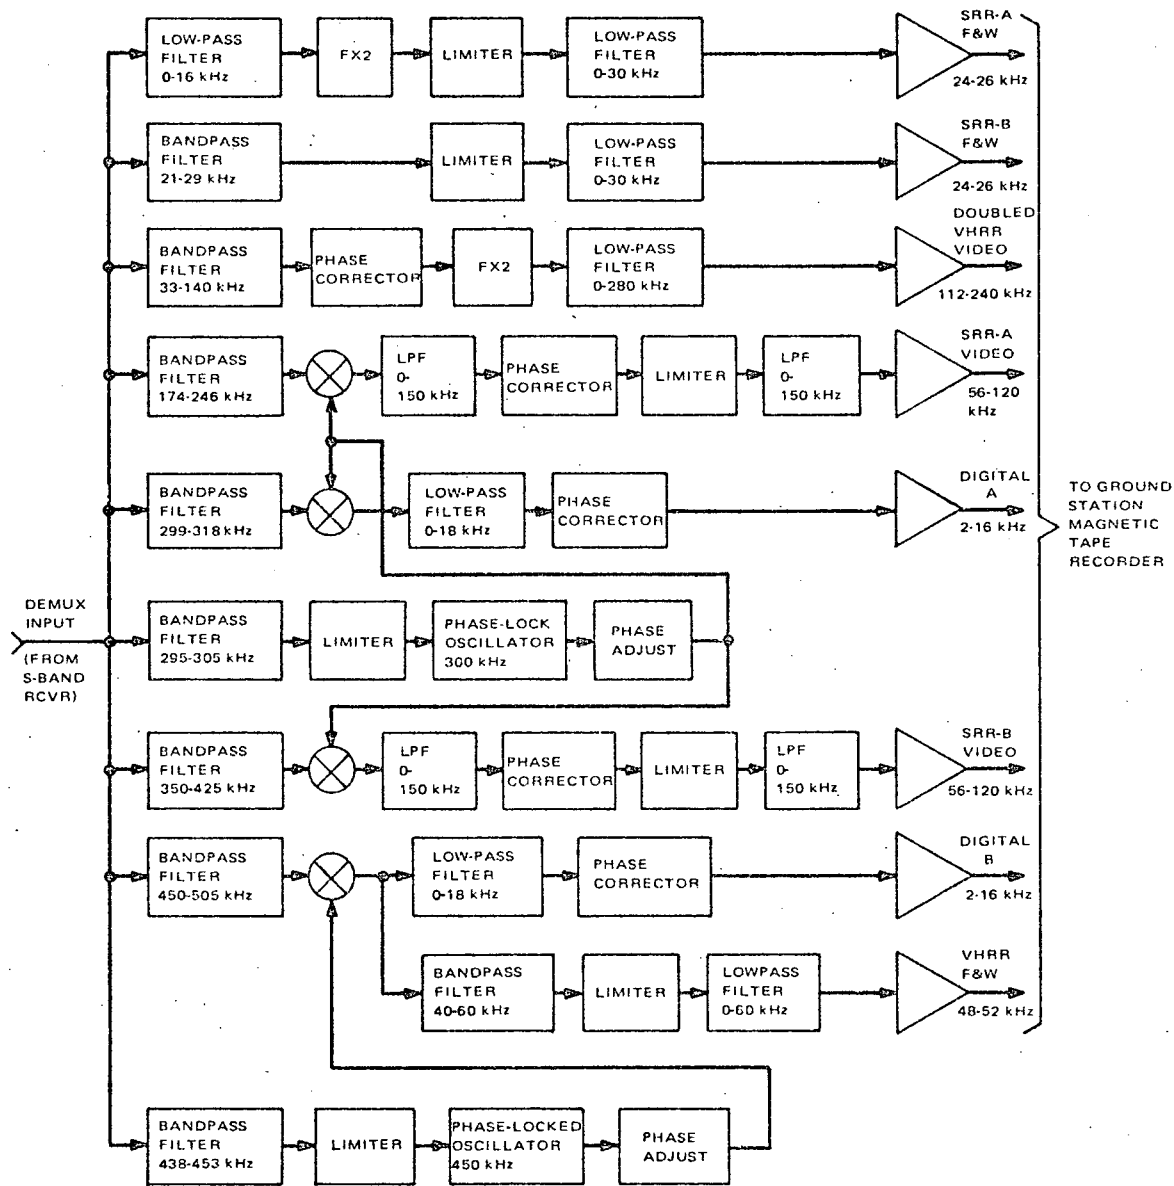 LOW-PASS
FILTER
0-16 kHz
FX2
LIMITER
LOW-PASS
FILTER
0-30 kHz
SRR-A
F&W
24-26 kHz
BANDPASS
FILTER
21-29 kHz
LIMITER
LOW-PASS
FILTER
0-30 kHz
SRR-B
F&W
24-26 kHz
BANDPASS
FILTER
33-140 kHz
PHASE
CORRECTOR
FX2
LOW-PASS
FILTER
0-280 kHz
DOUBLED
VHRR
VIDEO
112-240 kHz
BANDPASS
FILTER
174-246 kHz
LPF
0-
150 kHz
PHASE
CORRECTOR
LIMITER
LPF
0-
150 kHz
SRR-A
VIDEO
56-120
kHz
BANDPASS
FILTER
299-318 kHz
LOW-PASS
FILTER
0-18 kHz
PHASE
CORRECTOR
DIGITAL
A
2-16 kHz
TO GROUND
STATION
MAGNETIC
TAPE
RECORDER
DEMUX
INPUT
(FROM
S-BAND
RCVR)
BANDPASS
FILTER
295-305 kHz
LIMITER
PHASE-LOCK
OSCILLATOR
300 kHz
PHASE
ADJUST
BANDPASS
FILTER
350-425 kHz
LPF
0-
150 kHz
PHASE
CORRECTOR
LIMITER
LPF
0-
150 kHz
SRR-B
VIDEO
56-120 kHz
BANDPASS
FILTER
450-505 kHz
LOW-PASS
FILTER
0-18 kHz
PHASE
CORRECTOR
DIGITAL
B
2-16 kHz
BANDPASS
FILTER
40-60 kHz
LIMITER
LOWPASS
FILTER
0-60 kHz
VHRR
F&W
48-52 kHz
BANDPASS
FILTER
438-453 kHz
LIMITER
PHASE-LOCKED
OSCILLATOR
450 kHz
PHASE
ADJUST